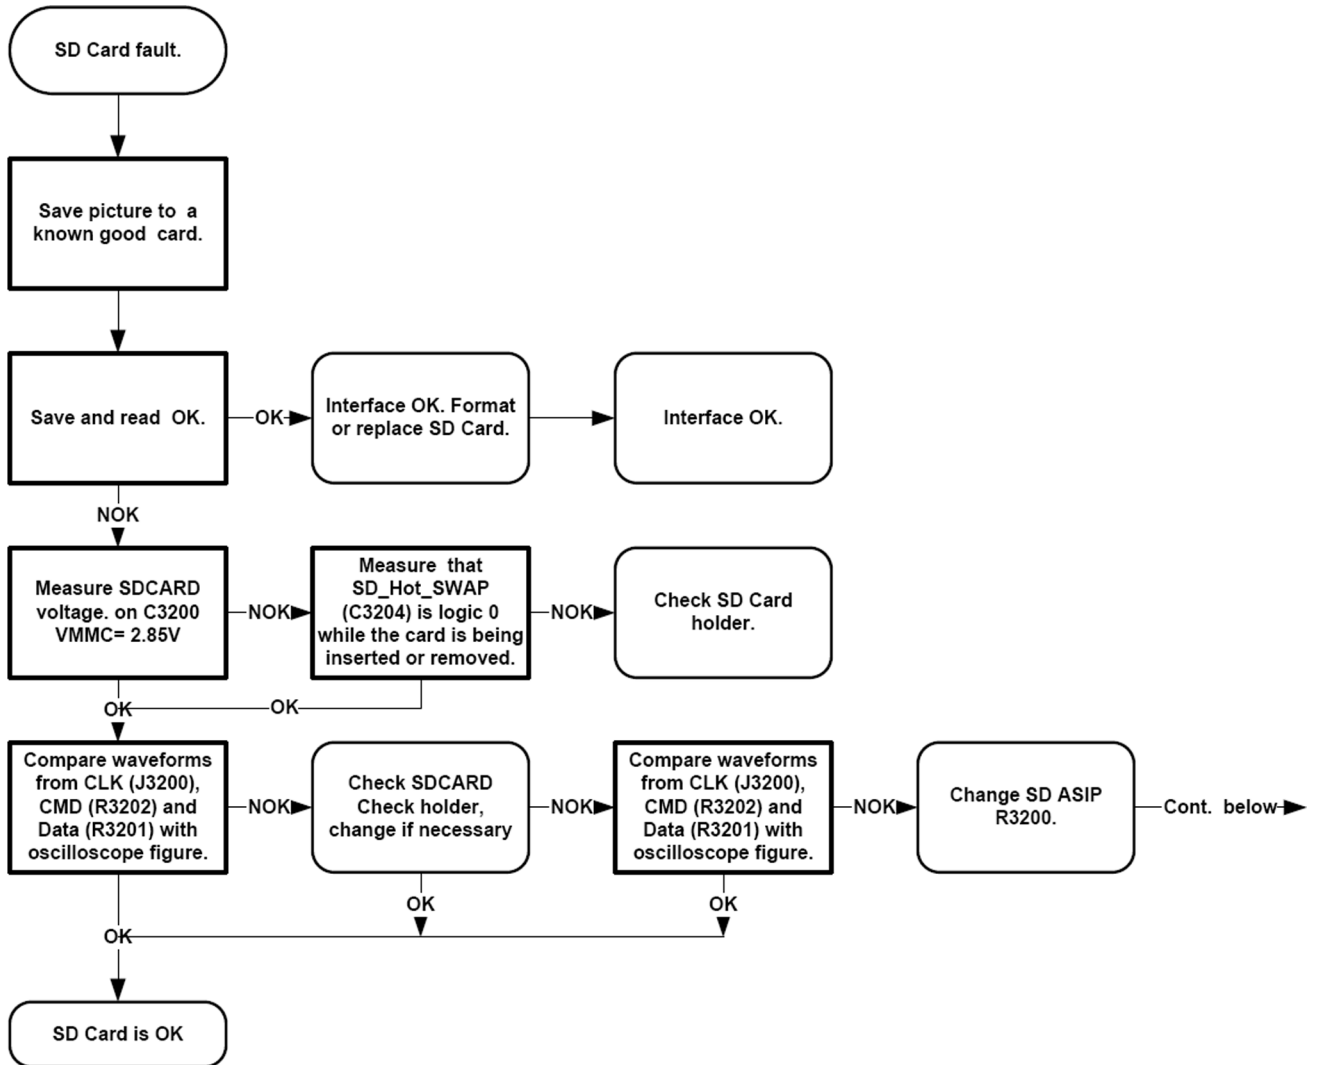 SD Card fault.
Save picture to a
known good card.
Save and read OK.
OK
Interface OK. Format
or replace SD Card.
Interface OK.
NOK
Measure SDCARD
voltage. on C3200
VMMC= 2.85V
NOK
Measure that
SD_Hot_SWAP
(C3204) is logic 0
while the card is being
inserted or removed.
NOK
Check SD Card
holder.
OK
OK
Compare waveforms
from CLK (J3200),
CMD (R3202) and
Data (R3201) with
oscilloscope figure.
NOK
Check SDCARD
Check holder,
change if necessary
NOK
Compare waveforms
from CLK (J3200),
CMD (R3202) and
Data (R3201) with
oscilloscope figure.
NOK
Change SD ASIP
R3200.
Cont. below
OK
OK
OK
SD Card is OK